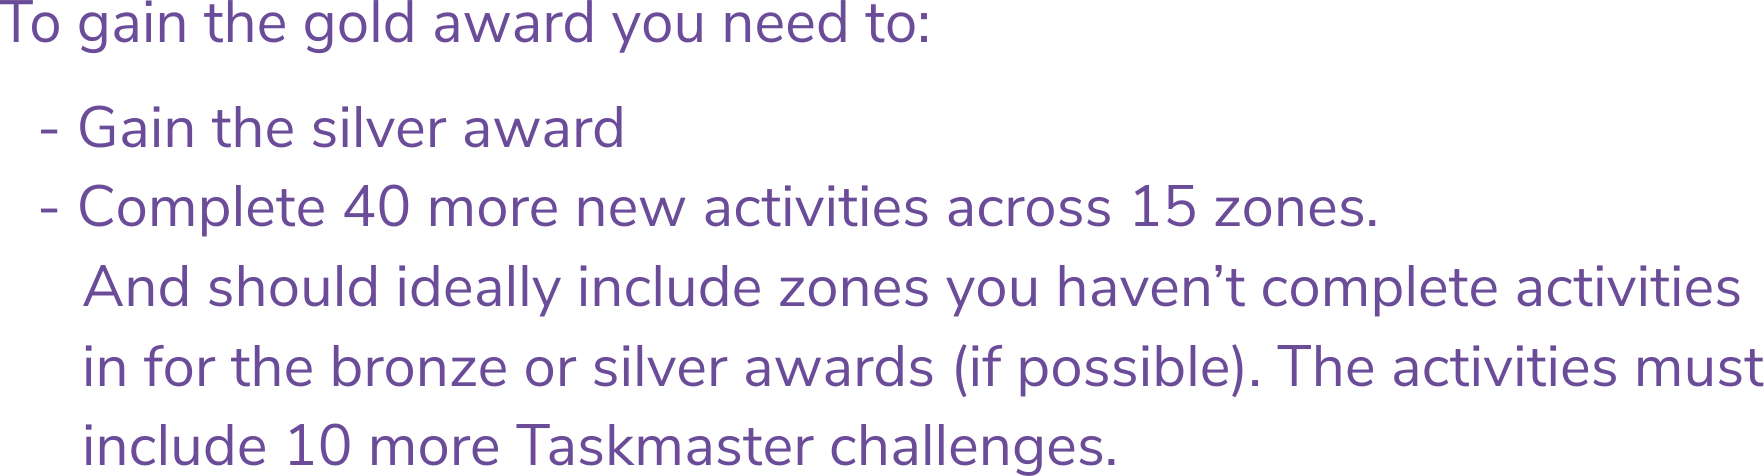 To gain the gold award you need to:
- Gain the silver award
- Complete 40 more new activities across 15 zones.
And should ideally include zones you haven’t complete activities
in for the bronze or silver awards (if possible). The activities must
include 10 more Taskmaster challenges.